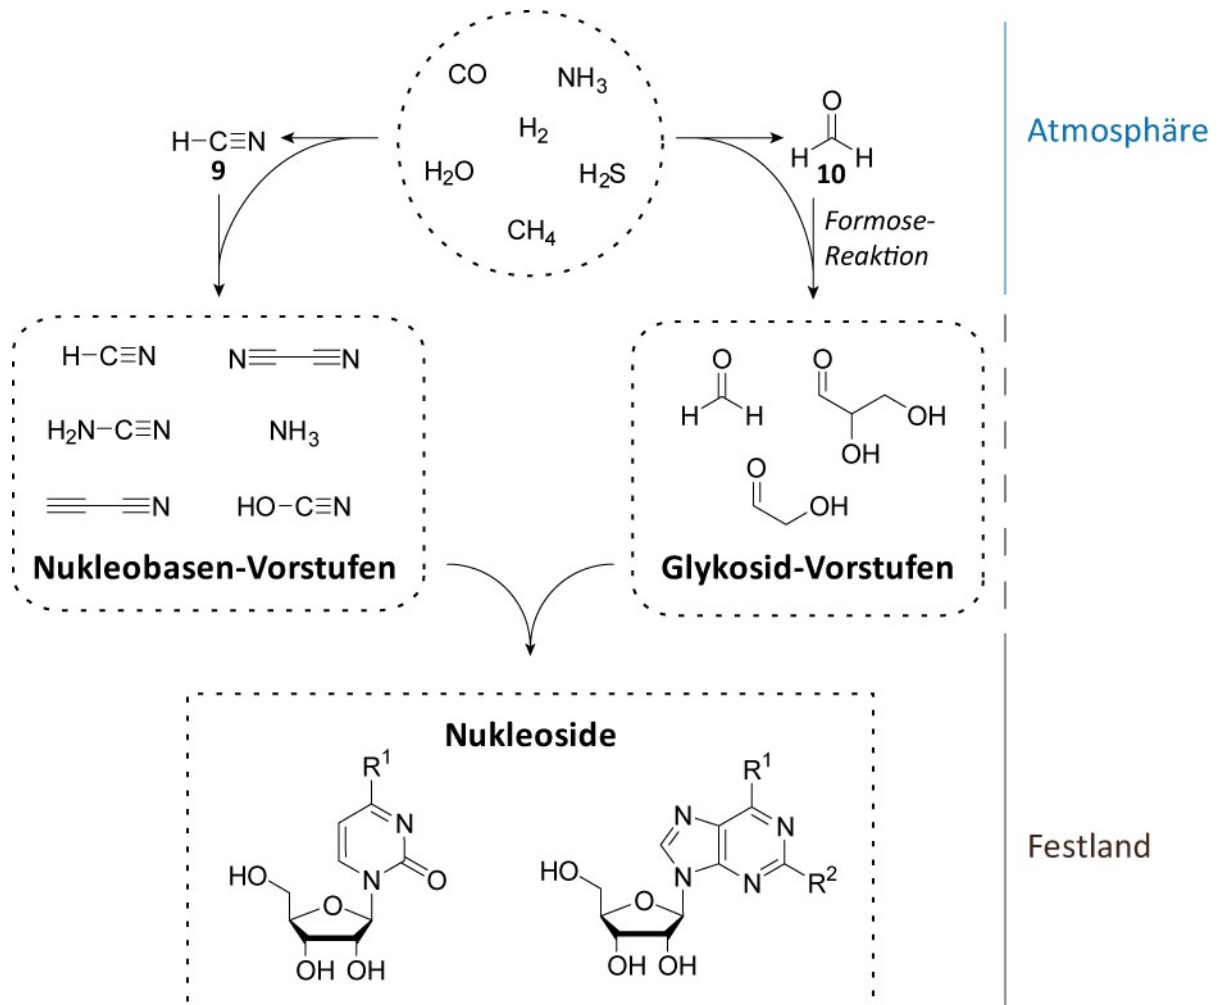 CO
NH3
H2
H2O
H2S
CH4
H–C≡N
9
O
H H
10
Formose-
Reaktion
Atmosphäre
H–C≡N
N N
H2N–C≡N
NH3
N
HO–C≡N
Nukleobasen-Vorstufen
O
H H
O
OH
OH
O
OH
Glykosid-Vorstufen
Nukleoside
R1
N
N
O
HO
O
OH OH
R1
N
N
N
N
R2
HO
O
OH OH
Festland